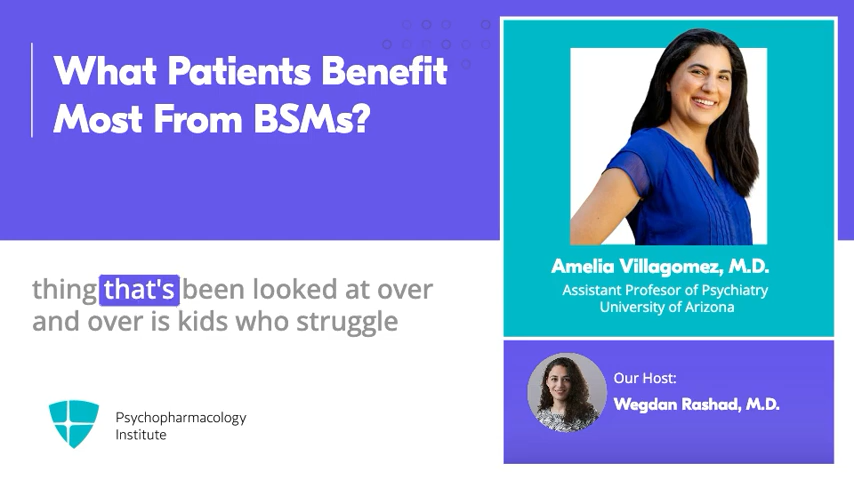 What Patients Benefit
Most From BSMs?
thing that's been looked at over
and over is kids who struggle
Psychopharmacology
Institute
Amelia Villagomez, M.D.
Assistant Profesor of Psychiatry
University of Arizona
Our Host:
Wegdan Rashad, M.D.